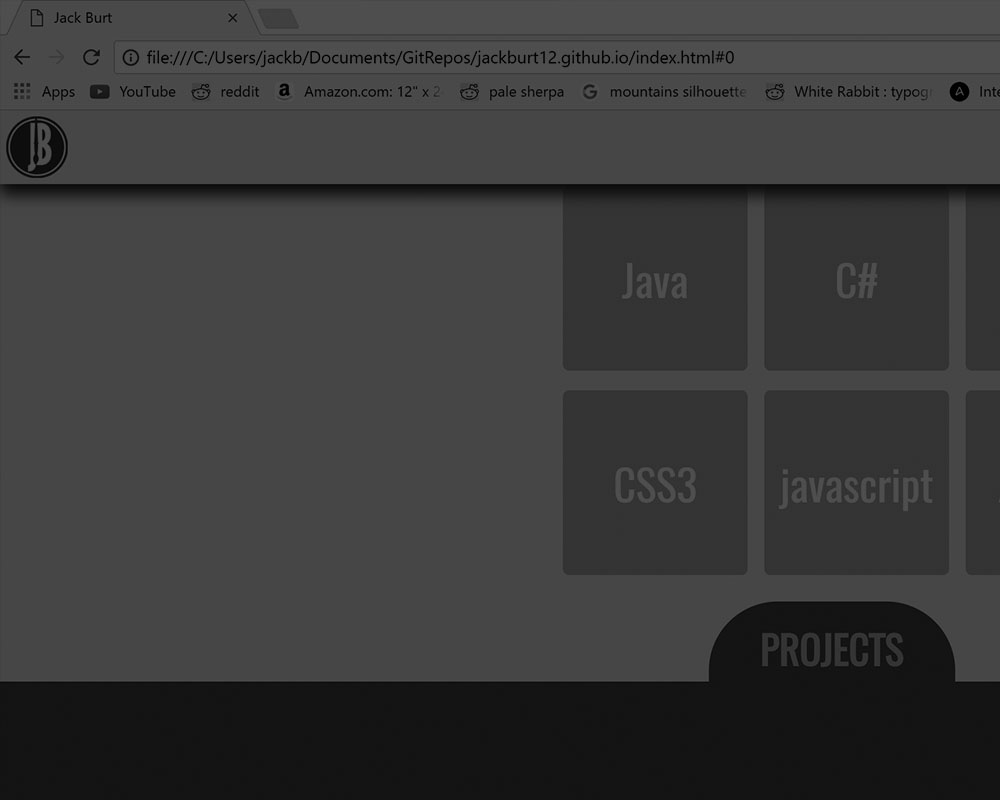 Jack Burt
file:///C:/Users/jackb/Documents/GitRepos/jackburt12.github.io/index.html#0
Apps YouTube reddit Amazon.com: 12" x 2 pale sherpa mountains silhouette White Rabbit : typogr Inte
JB
Java C#
CSS3 javascript
PROJECTS